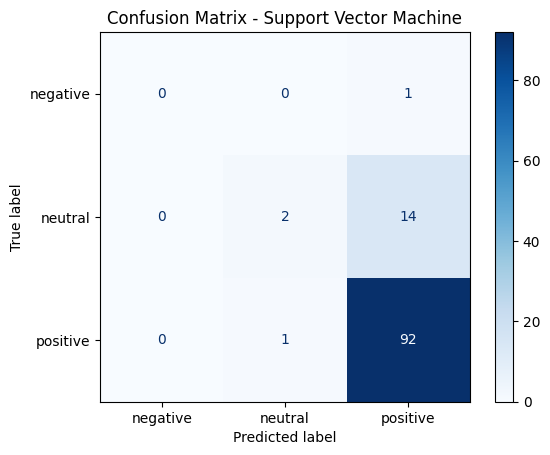 Confusion Matrix - Support Vector Machine
negative 0 0 1
neutral 0 2 14
positive 0 1 92
negative neutral positive
Predicted label
True label
80
60
40
20
0